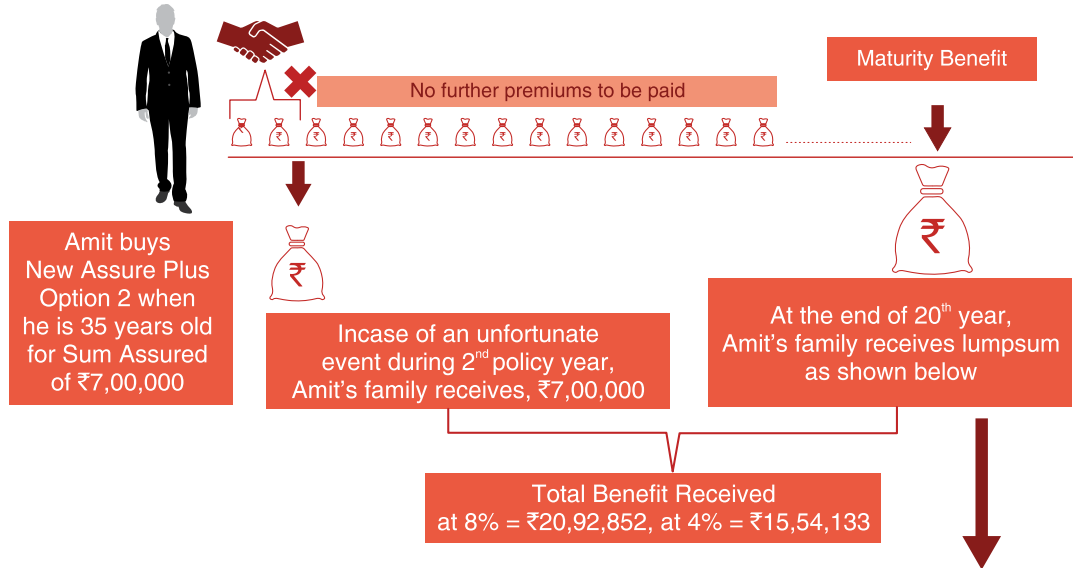 Maturity Benefit
No further premiums to be paid
₹ ₹ ₹ ₹ ₹ ₹ ₹ ₹ ₹ ₹ ₹ ₹ ₹ ₹ ₹
₹
₹
Amit buys
New Assure Plus
Option 2 when
he is 35 years old
for Sum Assured
of ₹7,00,000
Incase of an unfortunate
event during 2nd policy year,
Amit's family receives, ₹7,00,000
At the end of 20th year,
Amit's family receives lumpsum
as shown below
Total Benefit Received
at 8% = ₹20,92,852, at 4% = ₹15,54,133